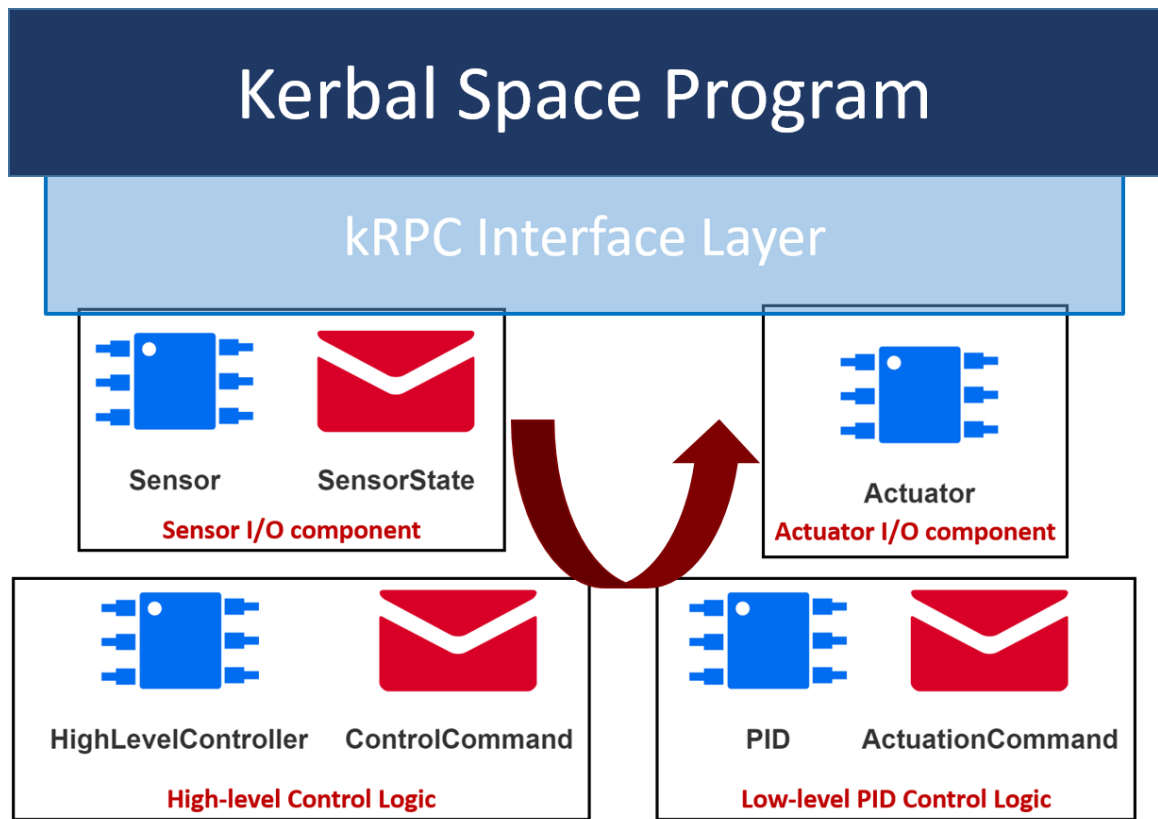 Kerbal Space Program
kRPC Interface Layer
Sensor
SensorState
Sensor I/O component
Actuator
Actuator I/O component
HighLevelController
ControlCommand
High-level Control Logic
PID
ActuationCommand
Low-level PID Control Logic